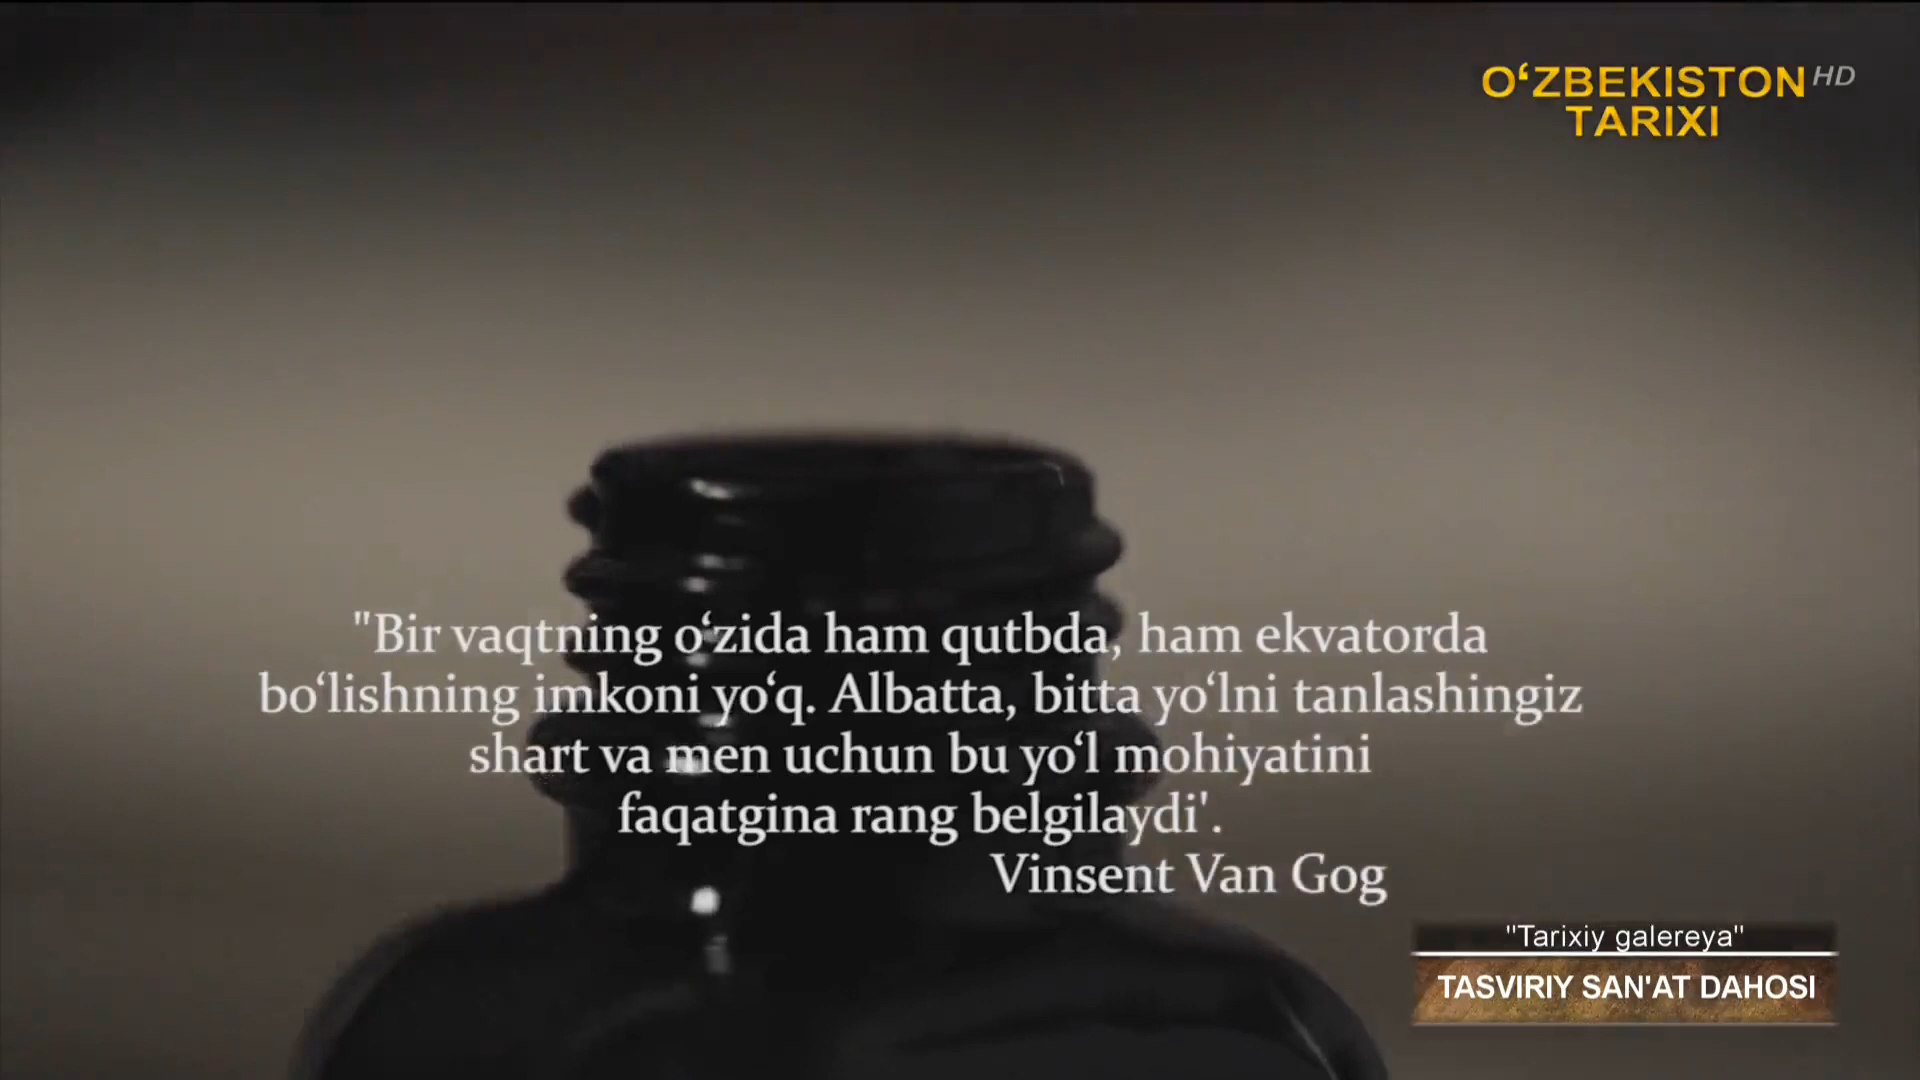 O‘ZBEKISTON HD
TARIXI
"Bir vaqtning o‘zida ham qutbda, ham ekvatorda
bo‘lishning imkoni yo‘q. Albatta, bitta yo‘lni tanlashingiz
shart va men uchun bu yo‘l mohiyatini
faqatgina rang belgilaydi'.
Vinsent Van Gog
"Tarixiy galereya"
TASVIRIY SAN'AT DAHOSI